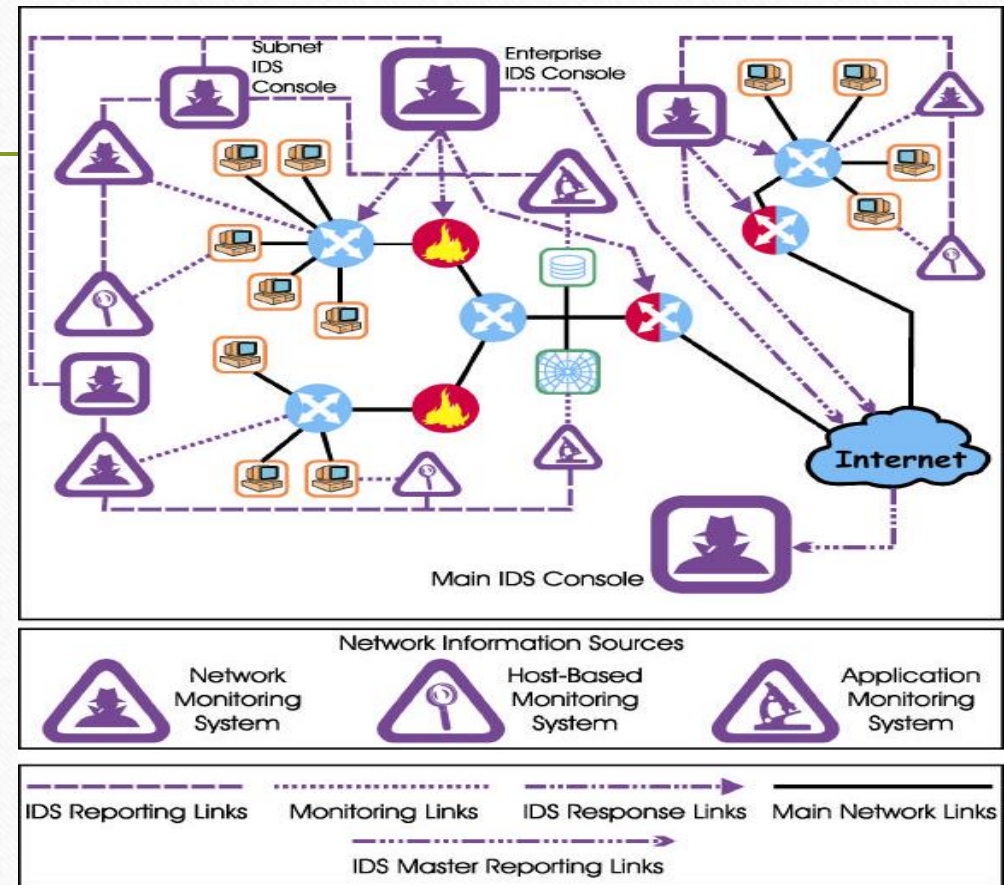 Subnet
IDS
Console
Enterprise
IDS Console
Internet
Main IDS Console
Network Information Sources
Network
Monitoring
System
Host-Based
Monitoring
System
Application
Monitoring
System
IDS Reporting Links
Monitoring Links
IDS Response Links
Main Network Links
IDS Master Reporting Links